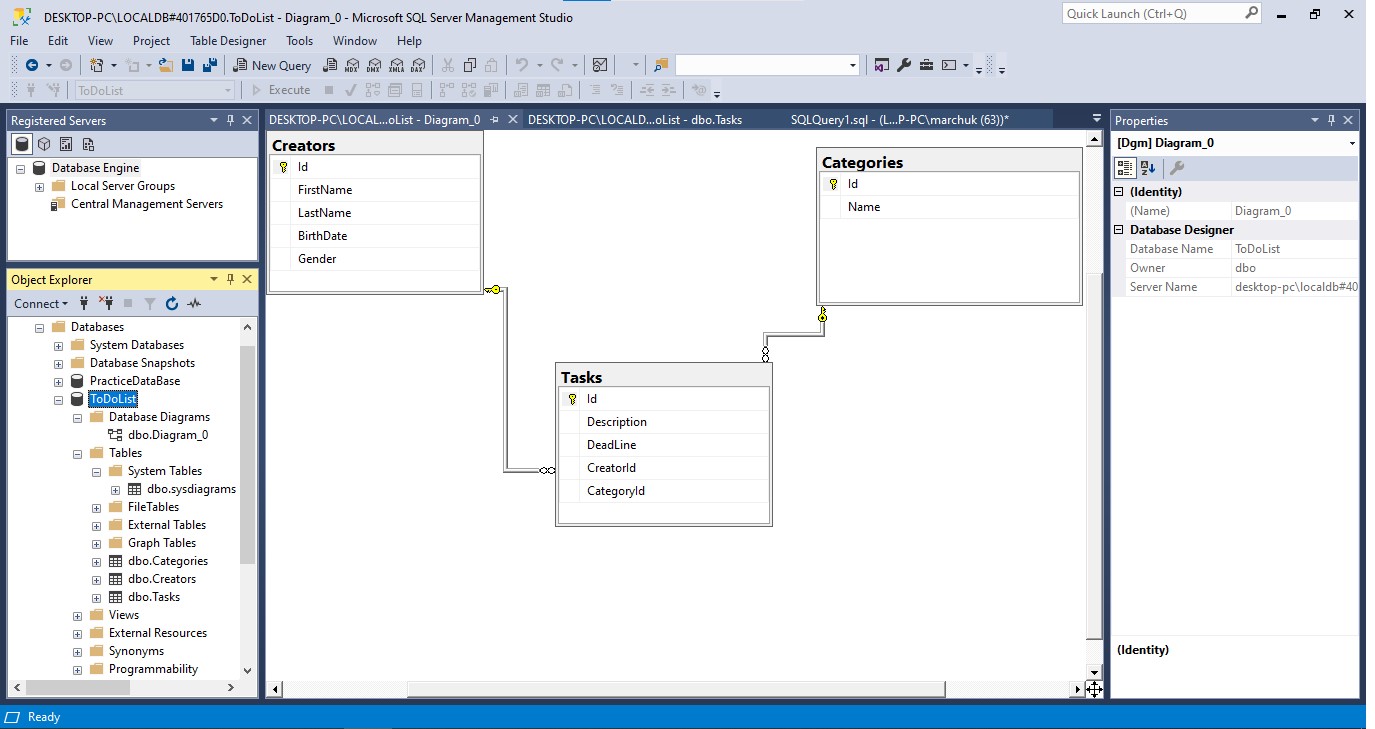 DESKTOP-PC\LOCALDB#401765D0.ToDoList - Diagram_0 - Microsoft SQL Server Management Studio
Quick Launch (Ctrl+Q)
File Edit View Project Table Designer Tools Window Help
New Query MDX DMX XMLA DAX
ToDoList Execute
Registered Servers
Database Engine
Local Server Groups
Central Management Servers
Object Explorer
Connect
Databases
System Databases
Database Snapshots
PracticeDataBase
ToDoList
Database Diagrams
dbo.Diagram_0
Tables
System Tables
dbo.sysdiagrams
FileTables
External Tables
Graph Tables
dbo.Categories
dbo.Creators
dbo.Tasks
Views
External Resources
Synonyms
Programmability
DESKTOP-PC\LOCAL...oList - Diagram_0 DESKTOP-PC\LOCALD...oList - dbo.Tasks SQLQuery1.sql - (L...P-PC\marchuk (63))*
Creators
Id
FirstName
LastName
BirthDate
Gender
Categories
Id
Name
Tasks
Id
Description
DeadLine
CreatorId
CategoryId
Properties
[Dgm] Diagram_0
(Identity)
(Name) Diagram_0
Database Designer
Database Name ToDoList
Owner dbo
Server Name desktop-pc\localdb#40
(Identity)
Ready